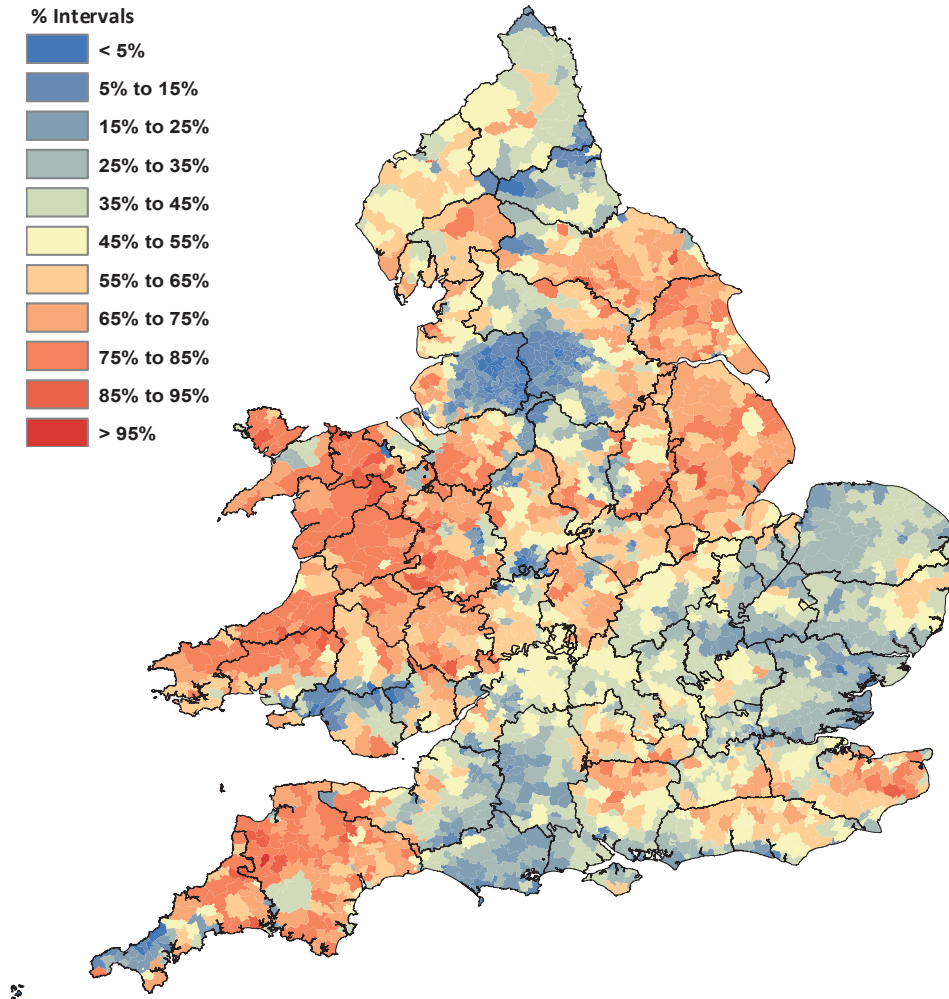 % Intervals
< 5%
5% to 15%
15% to 25%
25% to 35%
35% to 45%
45% to 55%
55% to 65%
65% to 75%
75% to 85%
85% to 95%
> 95%